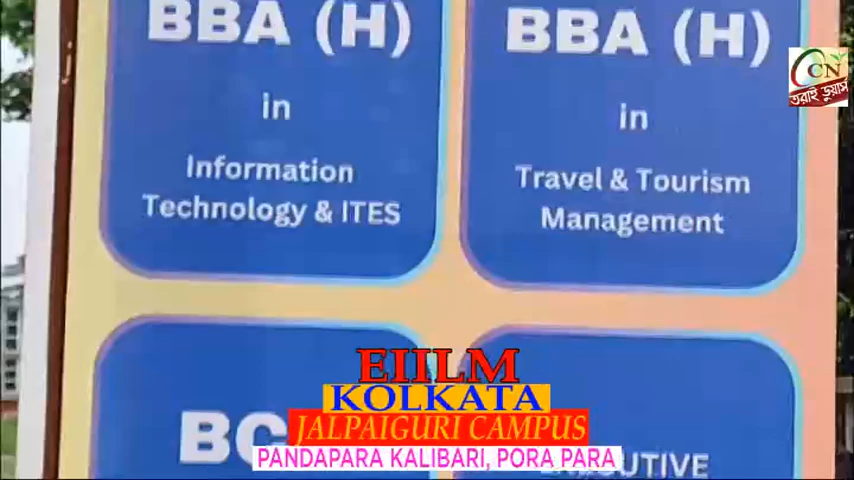 BBA (H)
in
Information
Technology & ITES
BBA (H)
in
Travel & Tourism
Management
CN
তরাই ডুয়ার্স
EIILM
KOLKATA
JALPAIGURI CAMPUS
PANDAPARA KALIBARI, PORA PARA